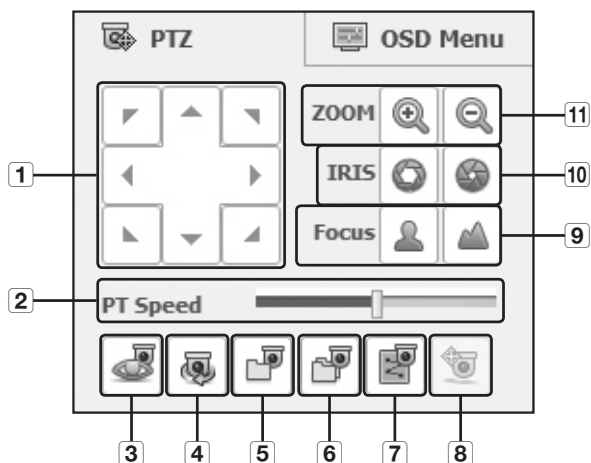 PTZ OSD Menu
ZOOM 11
1 IRIS 10
Focus 9
2 PT Speed
3 4 5 6 7 8